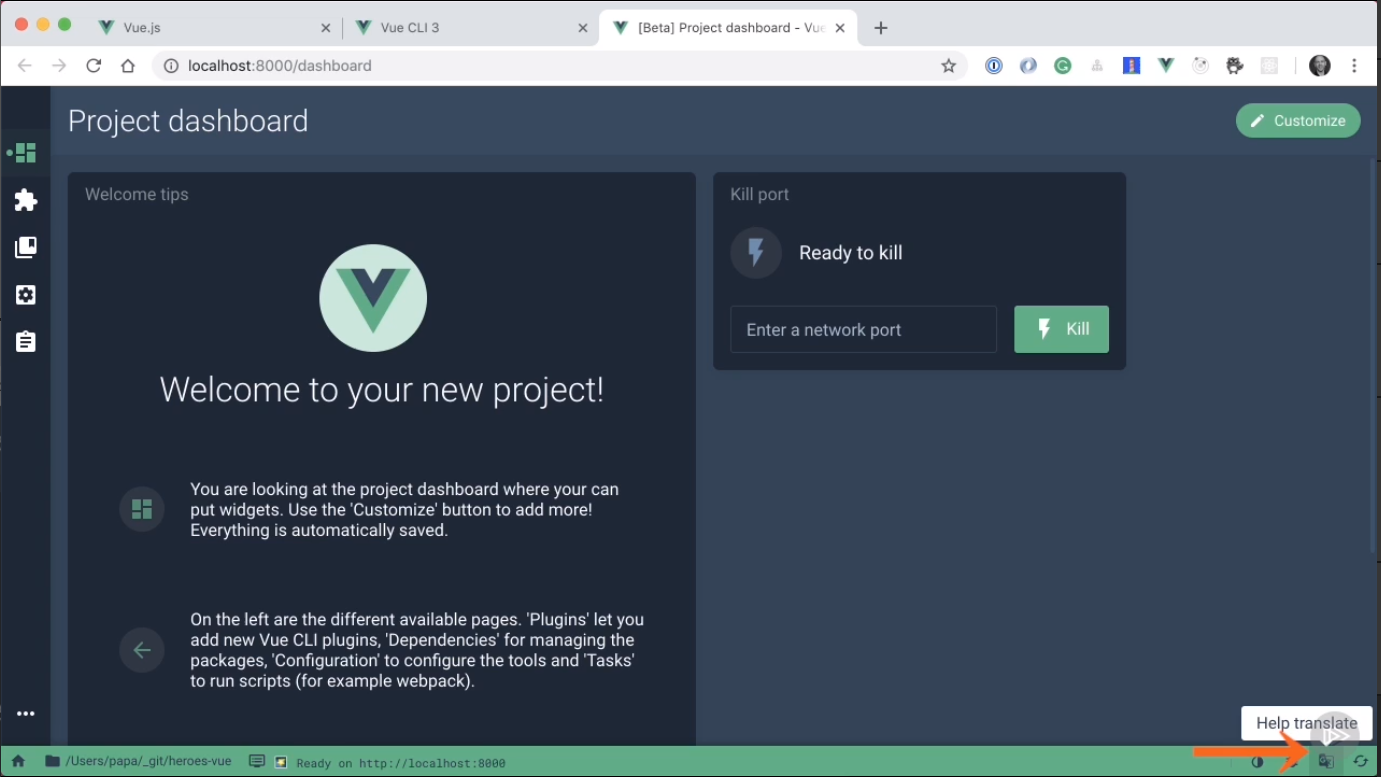 Vue.js
Vue CLI 3
[Beta] Project dashboard - Vue
localhost:8000/dashboard
Project dashboard
Customize
Welcome tips
Welcome to your new project!
You are looking at the project dashboard where your can
put widgets. Use the 'Customize' button to add more!
Everything is automatically saved.
On the left are the different available pages. 'Plugins' let you
add new Vue CLI plugins, 'Dependencies' for managing the
packages, 'Configuration' to configure the tools and 'Tasks'
to run scripts (for example webpack).
Kill port
Ready to kill
Enter a network port
Kill
Help translate
/Users/papa/_git/heroes-vue
Ready on http://localhost:8000